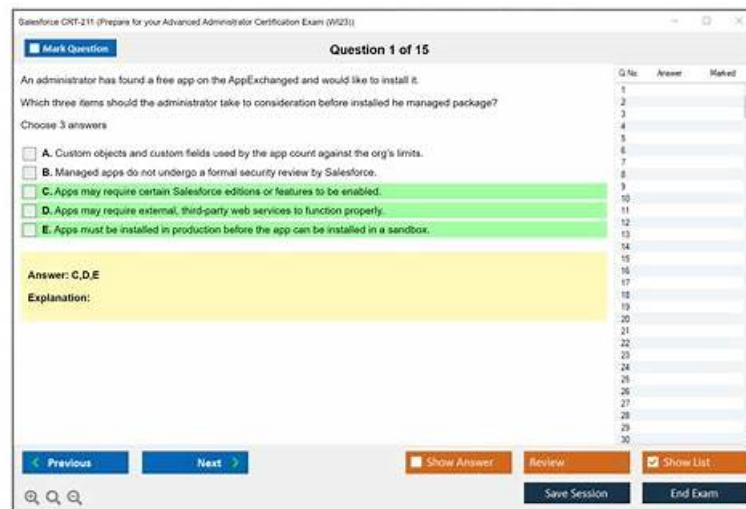 Salesforce CRT-211 (Prepare for your Advanced Administrator Certification Exam (WI23))
Mark Question
Question 1 of 15
Q.No. Answer Marked
An administrator has found a free app on the AppExchanged and would like to install it.
Which three items should the administrator take to consideration before installed he managed package?
Choose 3 answers
A. Custom objects and custom fields used by the app count against the org's limits.
B. Managed apps do not undergo a formal security review by Salesforce.
C. Apps may require certain Salesforce editions or features to be enabled.
D. Apps may require external, third-party web services to function properly.
E. Apps must be installed in production before the app can be installed in a sandbox.
Answer: C,D,E
Explanation:
1
2
3
4
5
6
7
8
9
10
11
12
13
14
15
16
17
18
19
20
21
22
23
24
25
26
27
28
29
30
Previous
Next
Show Answer
Review
Show List
Save Session
End Exam